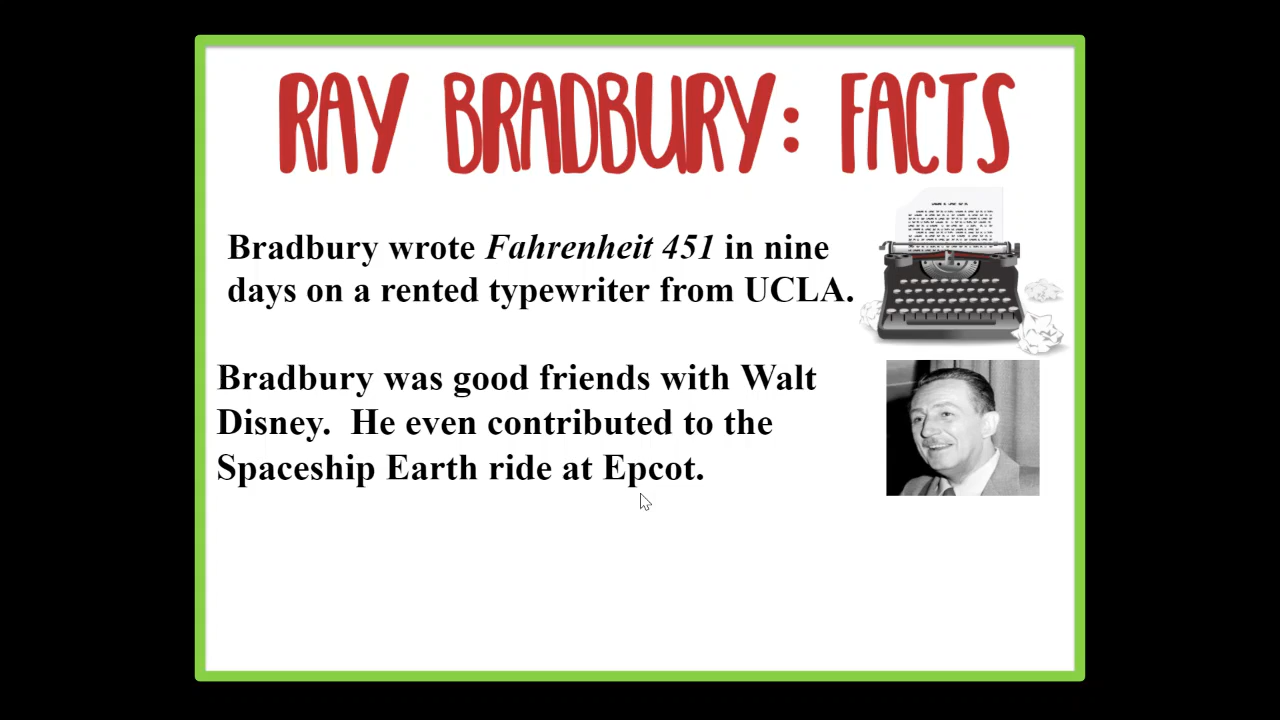 RAY BRADBURY: FACTS
Bradbury wrote Fahrenheit 451 in nine
days on a rented typewriter from UCLA.
Bradbury was good friends with Walt
Disney.  He even contributed to the
Spaceship Earth ride at Epcot.